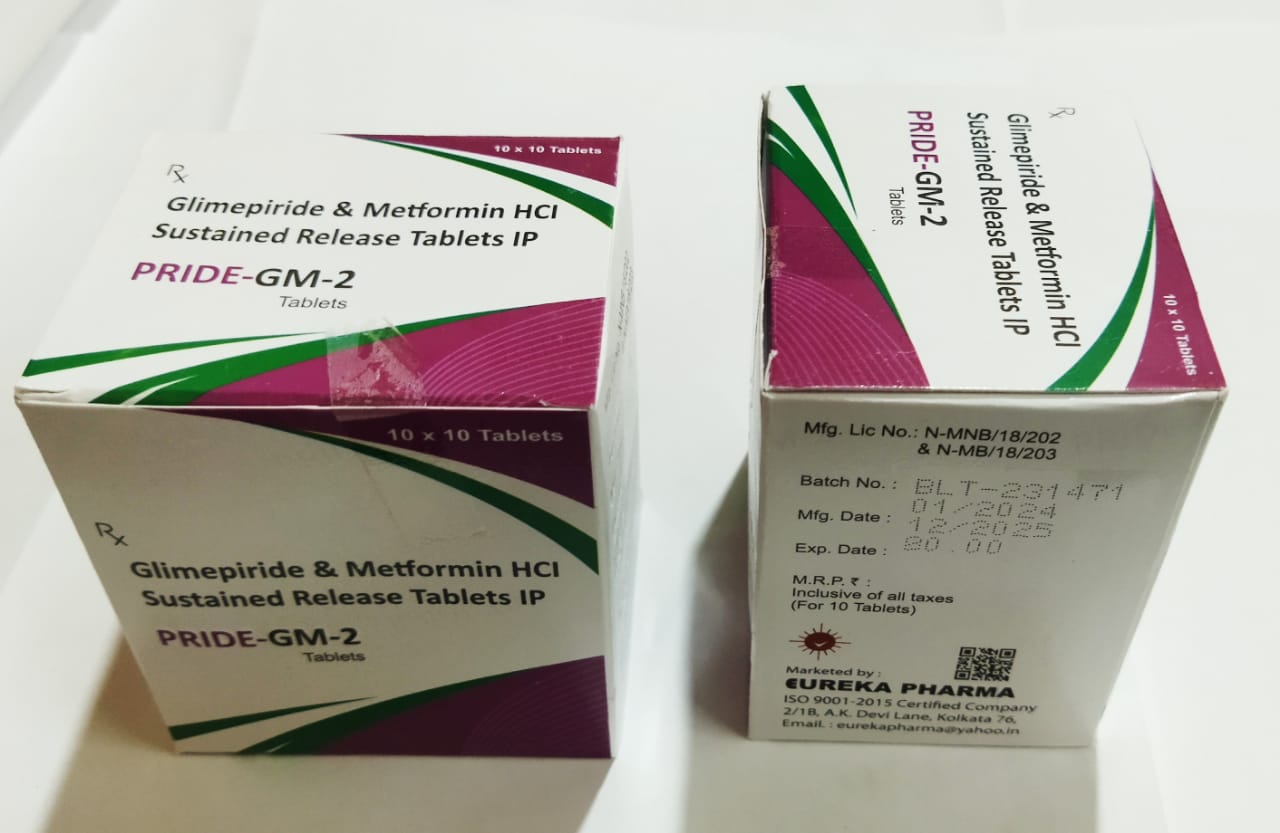 10 x 10 Tablets
Rx
Glimepiride & Metformin HCl
Sustained Release Tablets IP
PRIDE-GM-2
Tablets
10 x 10 Tablets
Rx
Glimepiride & Metformin HCl
Sustained Release Tablets IP
PRIDE-GM-2
Tablets
Rx
Glimepiride & Metformin HCl
Sustained Release Tablets IP
PRIDE-GM-2
Tablets
10 x 10 Tablets
Mfg. Lic No.: N-MNB/18/202
& N-MB/18/203
Batch No. : BLT-231471
Mfg. Date : 01/2024
Exp. Date : 12/2025
80.00
M.R.P. ₹ :
Inclusive of all taxes
(For 10 Tablets)
Marketed by :
EUREKA PHARMA
ISO 9001-2015 Certified Company
2/1B, A.K. Devi Lane, Kolkata 76,
Email. : eurekapharma@yahoo.in